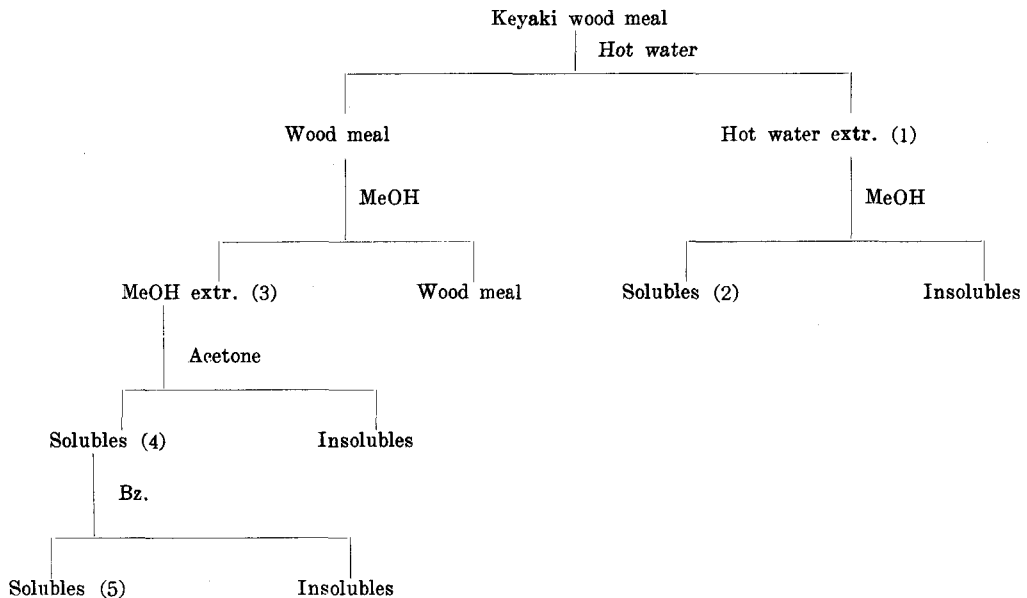 Keyaki wood meal
Hot water
Wood meal
Hot water extr. (1)
MeOH
MeOH
MeOH extr. (3)
Wood meal
Solubles (2)
Insolubles
Acetone
Solubles (4)
Insolubles
Bz.
Solubles (5)
Insolubles